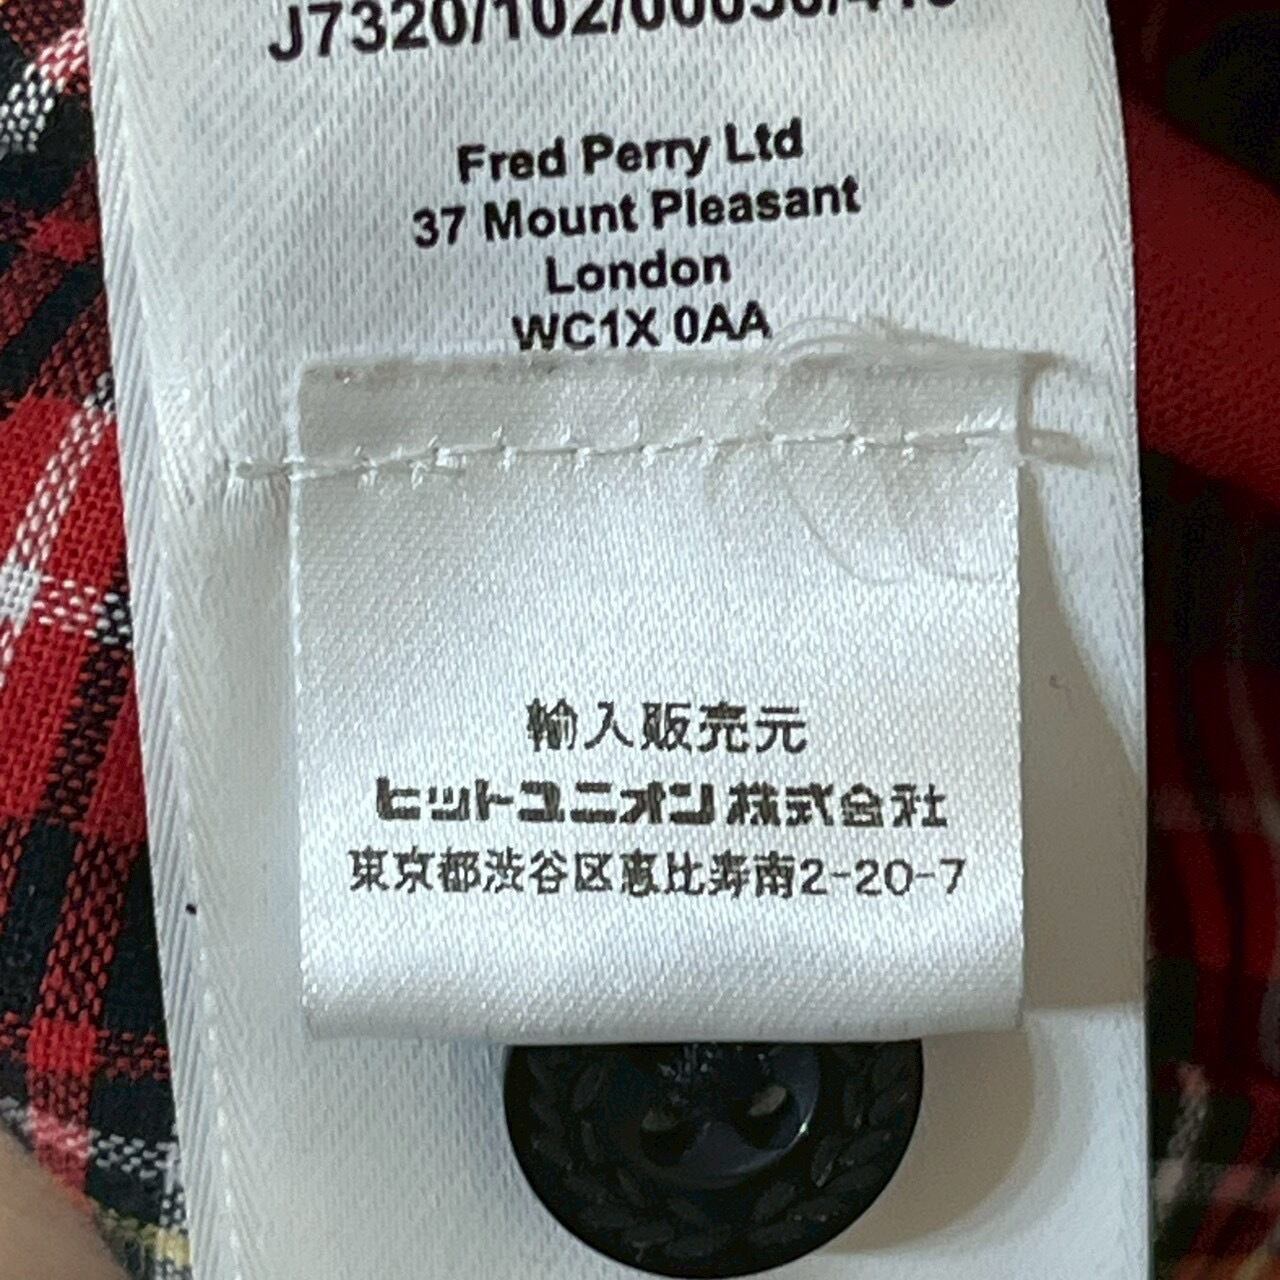 Fred Perry Ltd
37 Mount Pleasant
London
WC1X 0AA
輸入販売元
ヒットユニオン株式会社
東京都渋谷区恵比寿南2-20-7